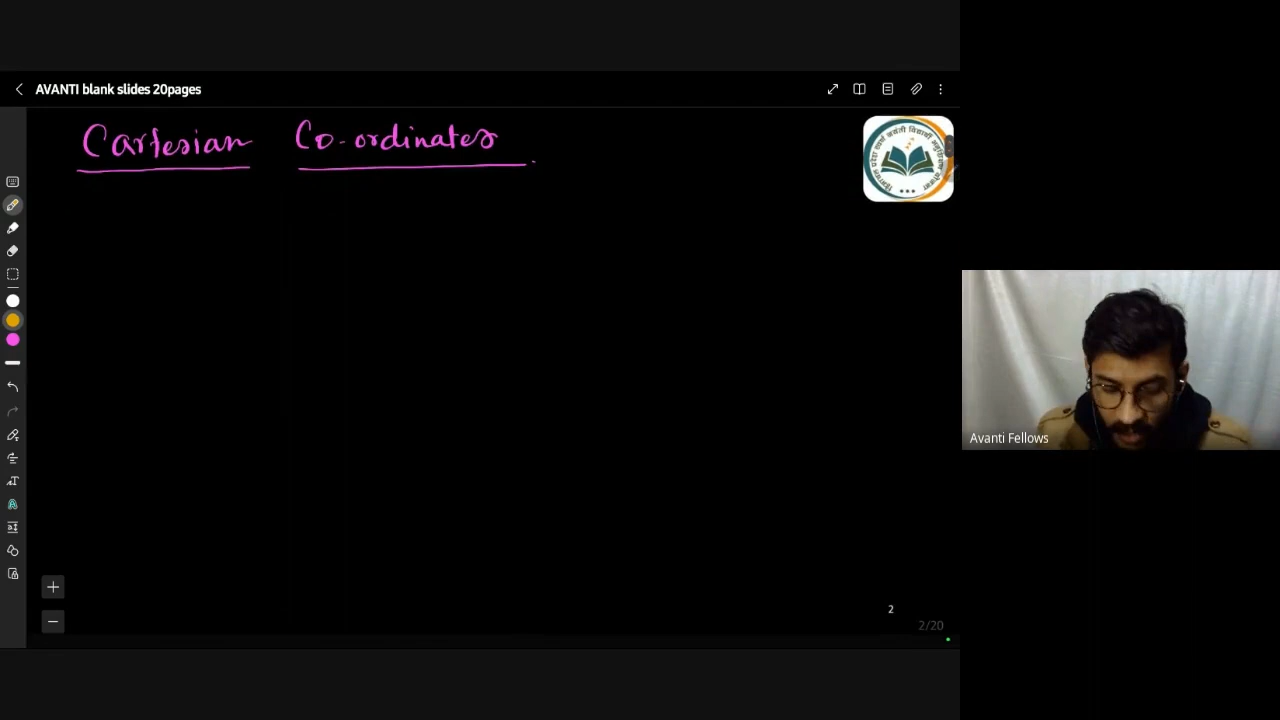 AVANTI blank slides 20pages
Cartesian Co-ordinates
Avanti Fellows
2
2/20